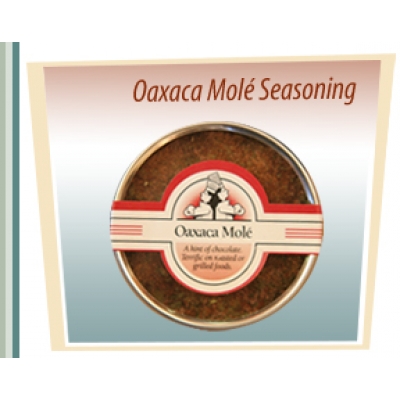 Oaxaca Molé Seasoning
Oaxaca Molé
A hint of chocolate.
Terrific on roasted or
grilled foods.